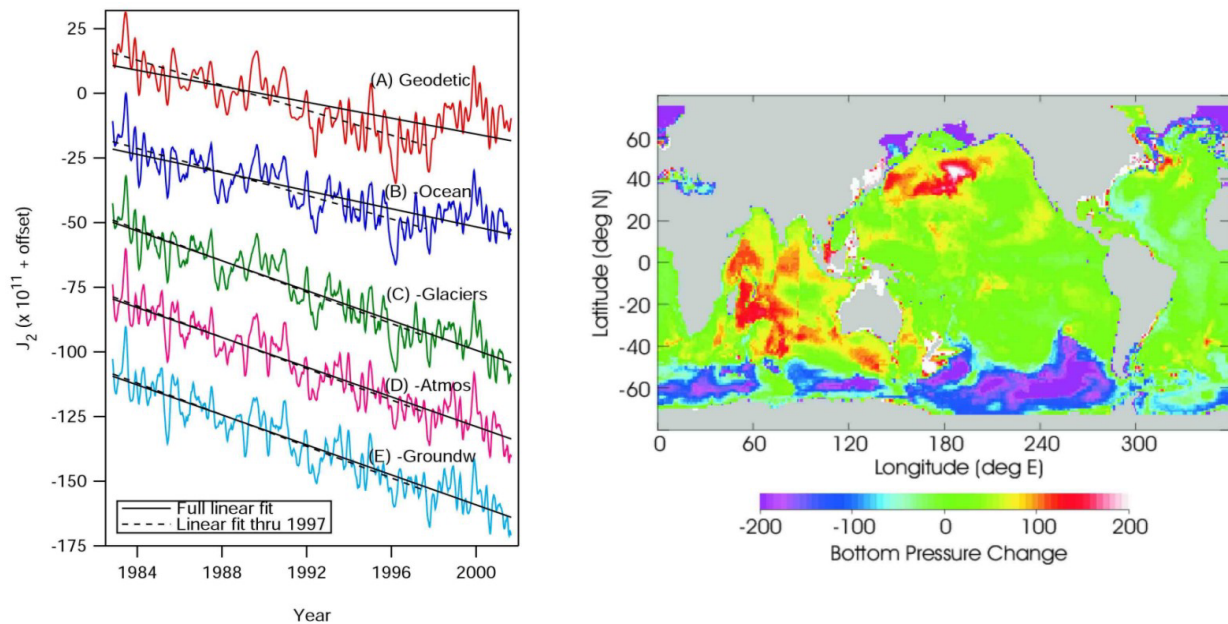 25
0
-25
-50
-75
-100
-125
-150
-175
J₂ (x 10¹¹ + offset)
(A) Geodetic
(B) -Ocean
(C) -Glaciers
(D) -Atmos
(E) -Groundw
Full linear fit
Linear fit thru 1997
1984 1988 1992 1996 2000
Year
60
40
20
0
-20
-40
-60
Latitude (deg N)
0 60 120 180 240 300
Longitude (deg E)
-200 -100 0 100 200
Bottom Pressure Change